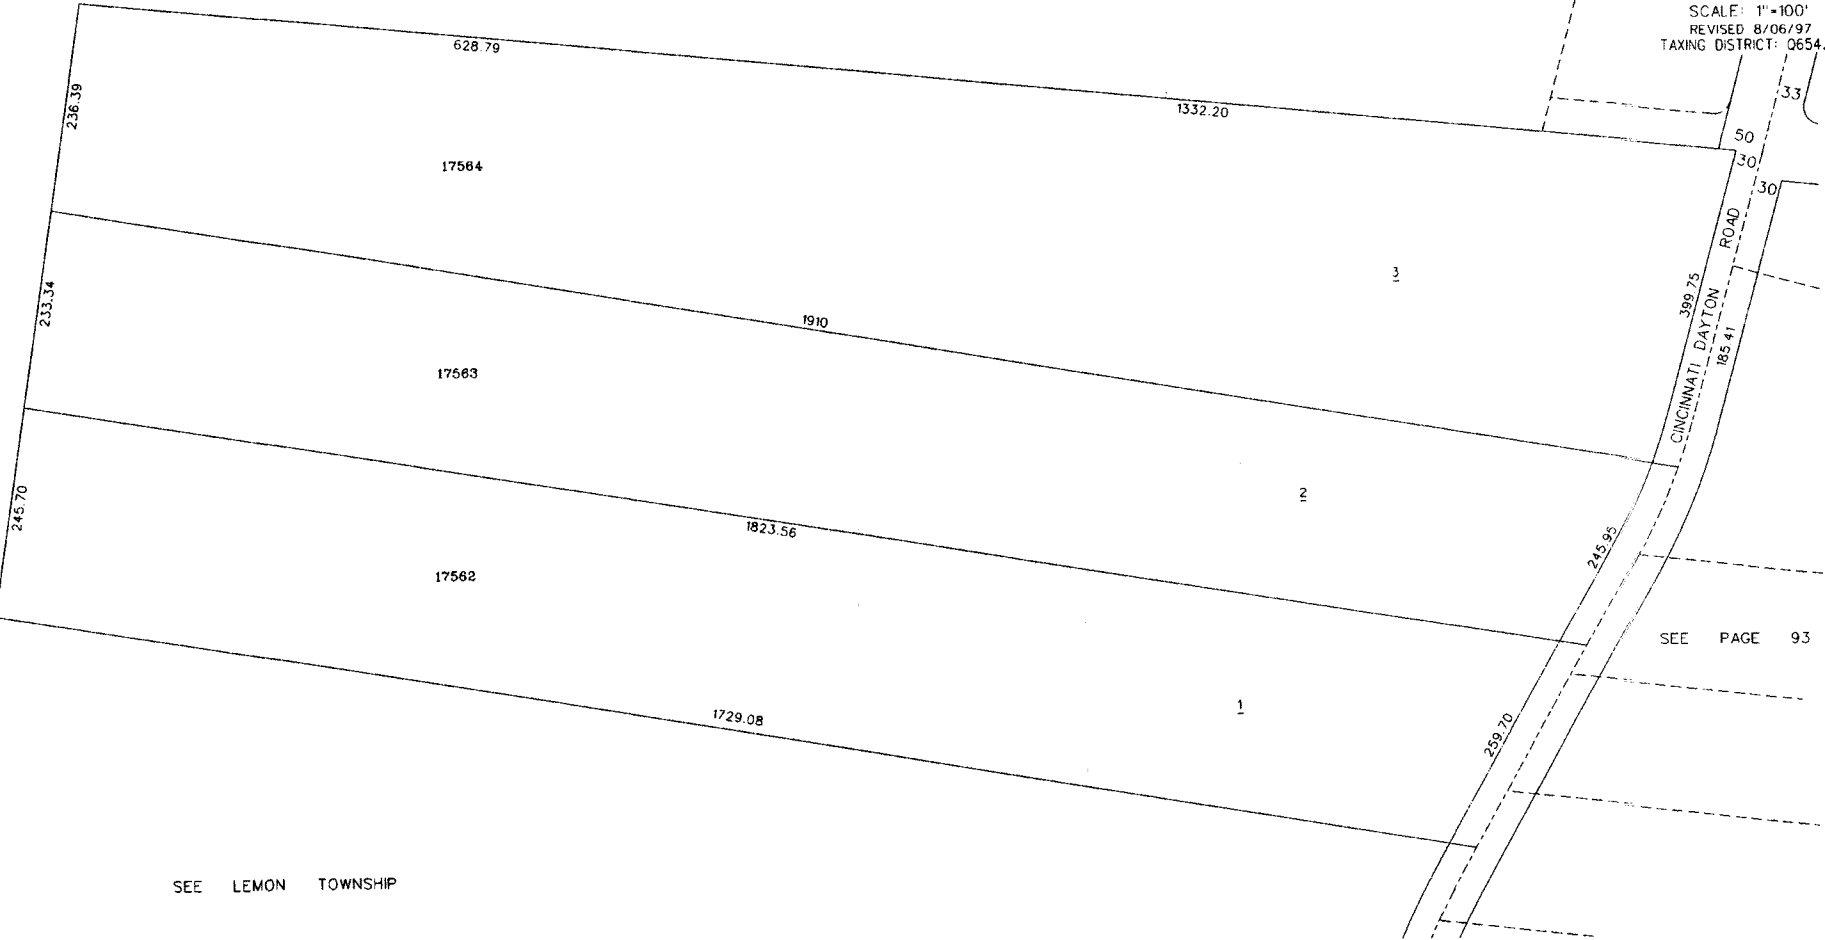 SCALE: 1"=100'
REVISED 8/06/97
TAXING DISTRICT: Q654.
628.79
1332.20
236.39
33
50
30
30
17564
ROAD
3
399.75
233.34
1910
DAYTON
185.41
17563
CINCINNATI
2
245.70
1823.56
245.95
17562
SEE PAGE 93
1
1729.08
259.70
SEE LEMON TOWNSHIP